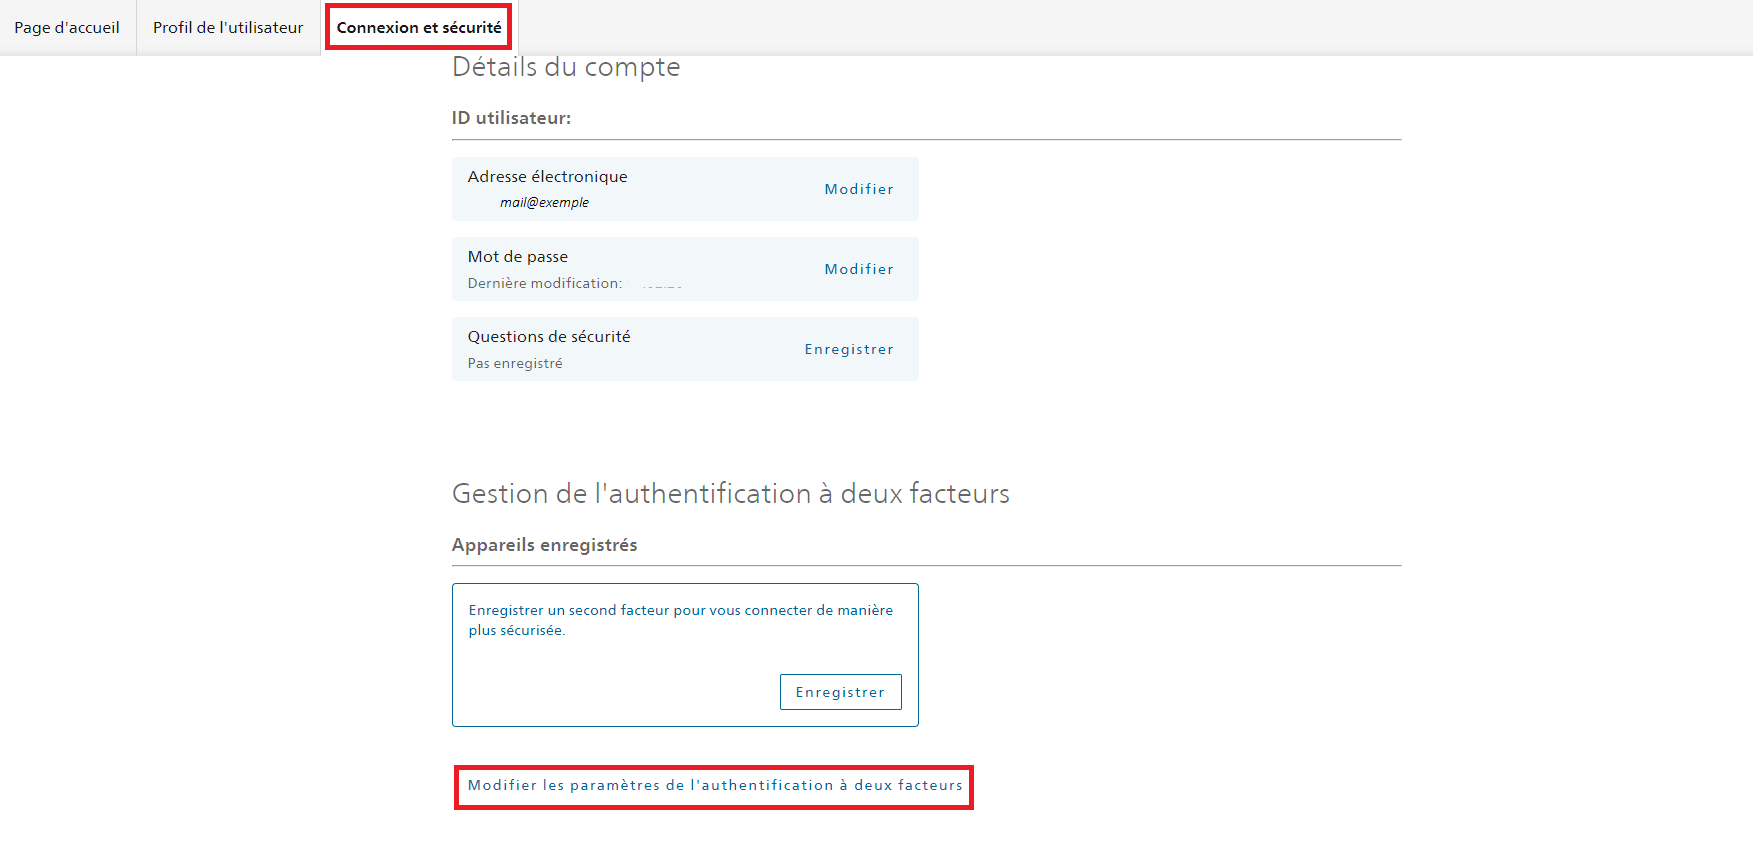 Page d'accueil
Profil de l'utilisateur
Connexion et sécurité
Détails du compte
ID utilisateur:
Adresse électronique
mail@exemple
Modifier
Mot de passe
Dernière modification:
Modifier
Questions de sécurité
Pas enregistré
Enregistrer
Gestion de l'authentification à deux facteurs
Appareils enregistrés
Enregistrer un second facteur pour vous connecter de manière
plus sécurisée.
Enregistrer
Modifier les paramètres de l'authentification à deux facteurs